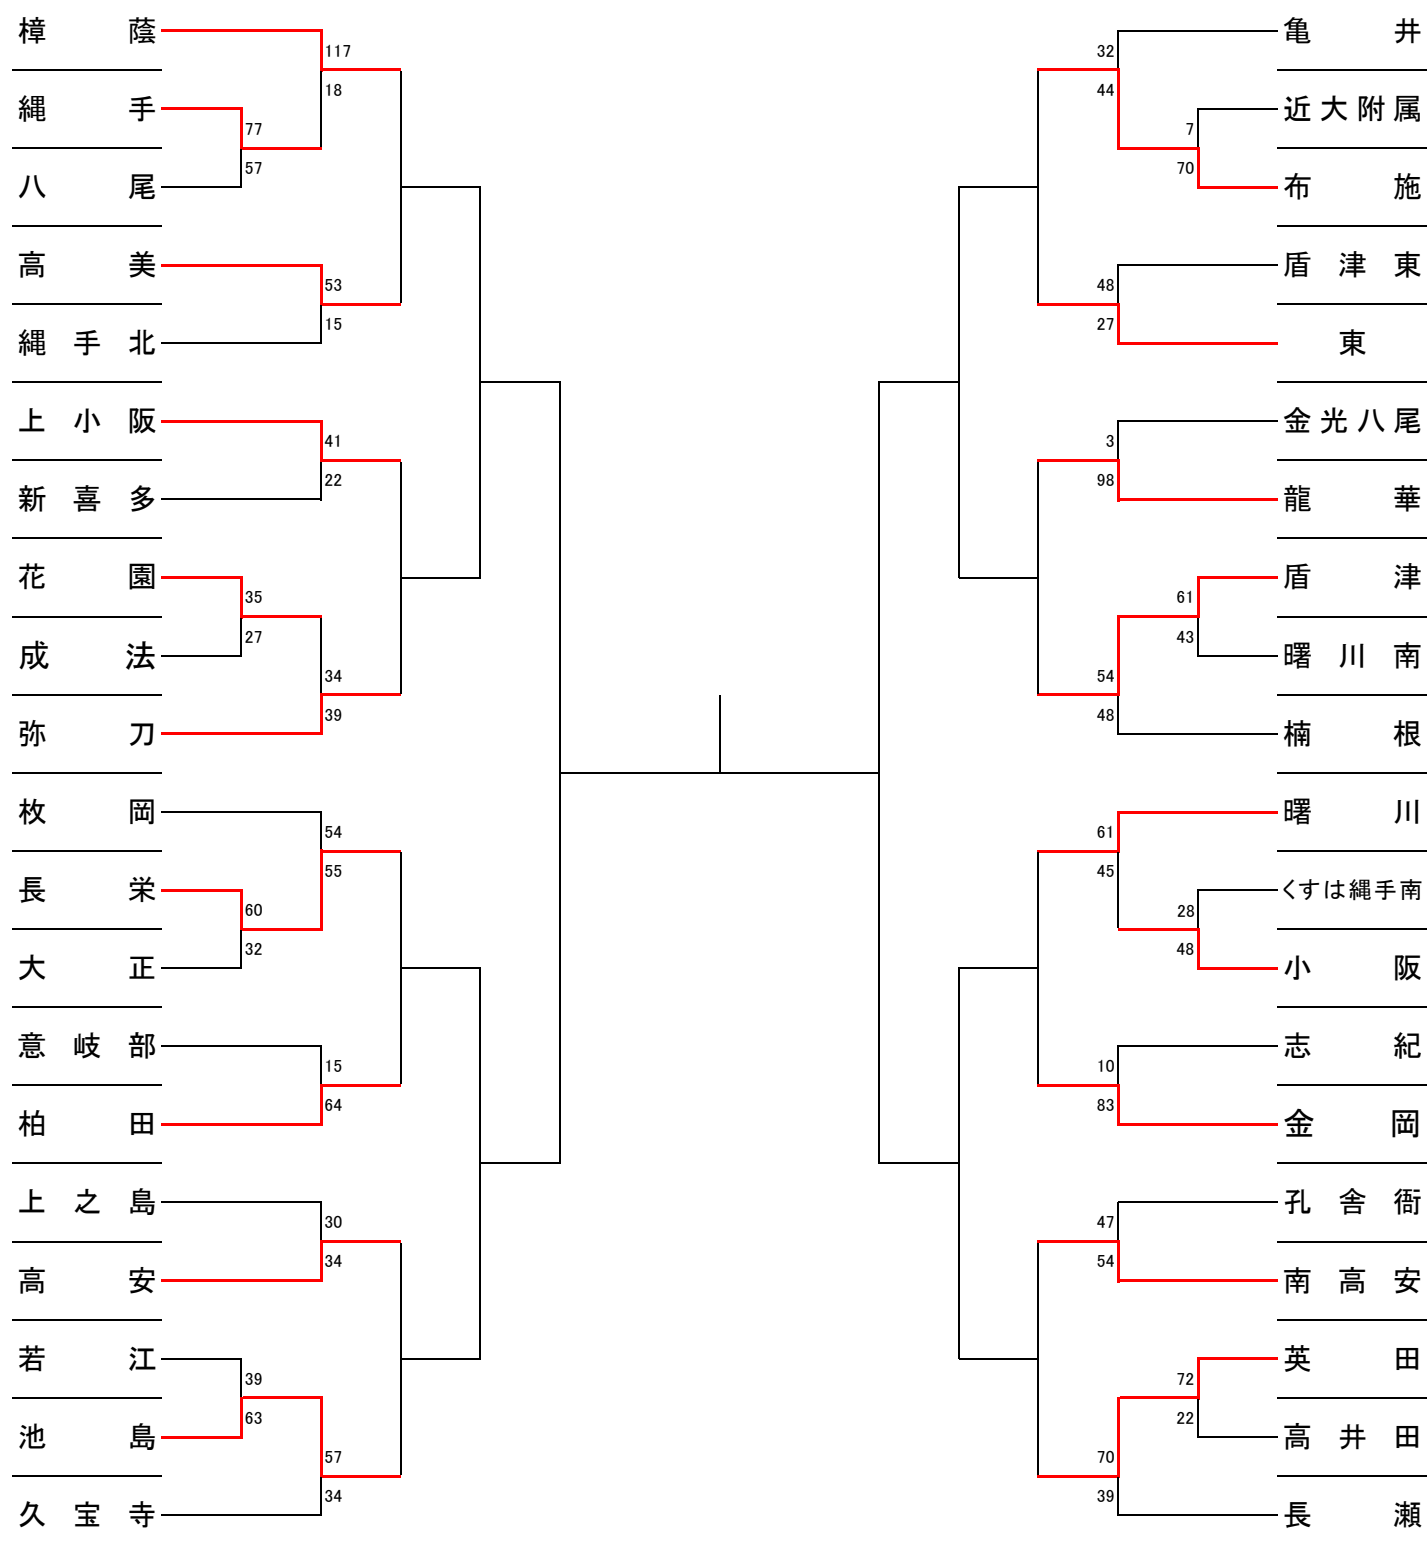 樟蔭
117
18
縄手
77
57
八尾
高美
53
15
縄手北
上小阪
41
22
新喜多
花園
35
27
成法
34
39
弥刀
枚岡
54
55
長栄
60
32
大正
意岐部
15
64
柏田
上之島
30
34
高安
若江
39
63
池島
57
34
久宝寺
亀井
32
44
近大附属
7
70
布施
盾津東
48
27
東
金光八尾
3
98
龍華
盾津
61
43
曙川南
54
48
楠根
曙川
61
45
くすは縄手南
28
48
小阪
志紀
10
83
金岡
孔舎衙
47
54
南高安
英田
72
22
高井田
70
39
長瀬